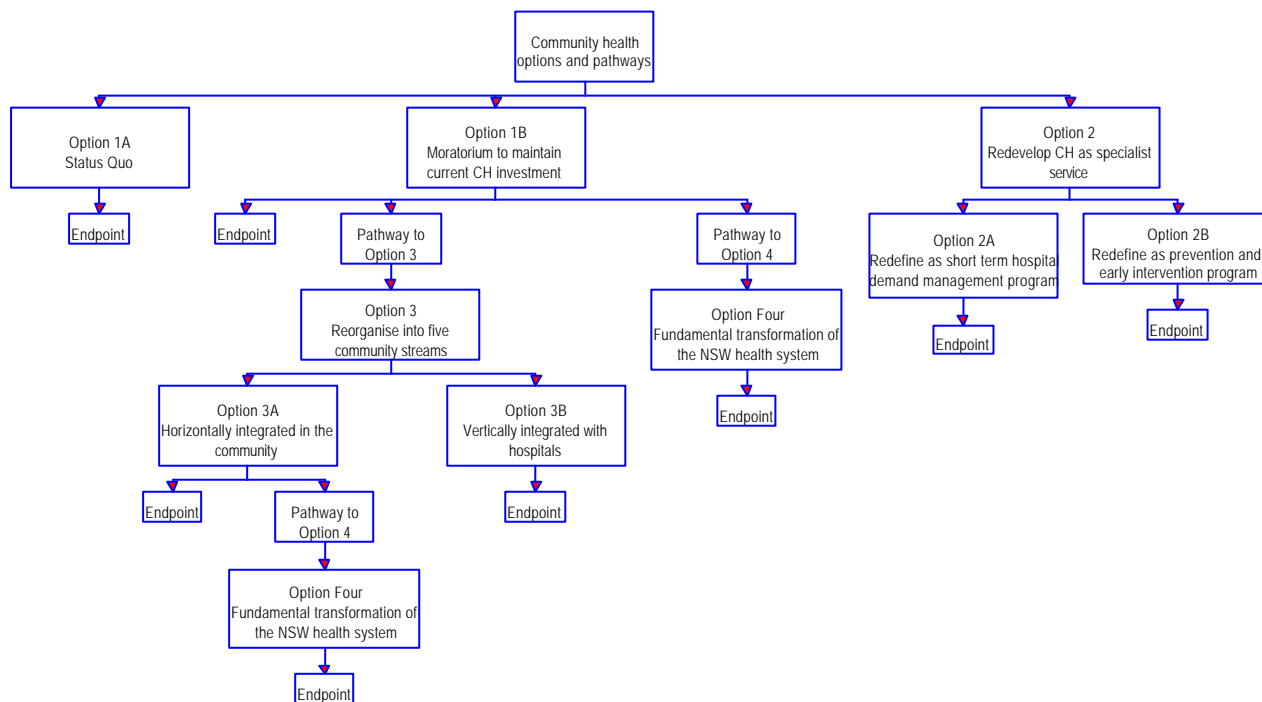 Community health
options and pathways
Option 1A
Status Quo
Option 1B
Moratorium to maintain
current CH investment
Option 2
Redevelop CH as specialist
service
Endpoint
Endpoint
Pathway to
Option 3
Pathway to
Option 4
Option 2A
Redefine as short term hospital
demand management program
Option 2B
Redefine as prevention and
early intervention program
Option 3
Reorganise into five
community streams
Option Four
Fundamental transformation of
the NSW health system
Endpoint
Endpoint
Option 3A
Horizontally integrated in the
community
Option 3B
Vertically integrated with
hospitals
Endpoint
Endpoint
Pathway to
Option 4
Endpoint
Option Four
Fundamental transformation of
the NSW health system
Endpoint